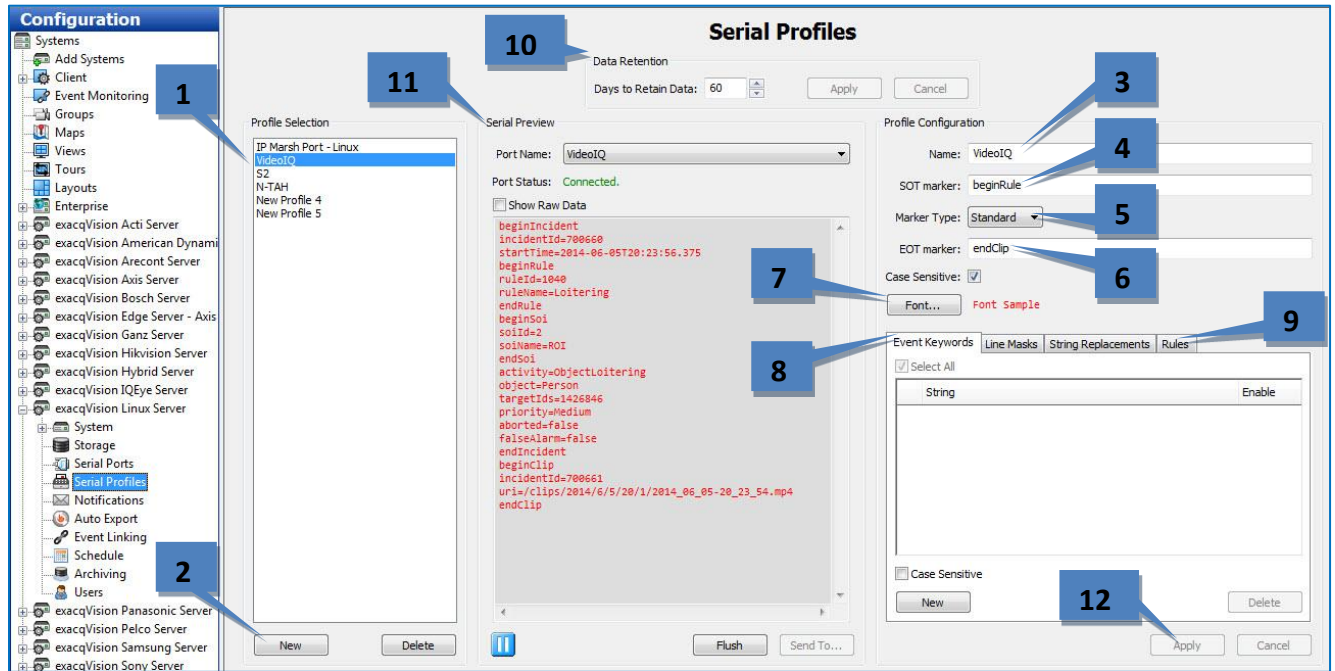 Configuration
Systems
Add Systems
Client
Event Monitoring
Groups
Maps
Views
Tours
Layouts
Enterprise
exacqVision Acti Server
exacqVision American Dynami
exacqVision Arecont Server
exacqVision Axis Server
exacqVision Bosch Server
exacqVision Edge Server - Axis
exacqVision Ganz Server
exacqVision Hikvision Server
exacqVision Hybrid Server
exacqVision IQEye Server
exacqVision Linux Server
System
Storage
Serial Ports
Serial Profiles
Notifications
Auto Export
Event Linking
Schedule
Archiving
Users
exacqVision Panasonic Server
exacqVision Pelco Server
exacqVision Samsung Server
exacqVision Sony Server
Serial Profiles
10
Data Retention
Days to Retain Data: 60 Apply Cancel
1
Profile Selection
IP Marsh Port - Linux
VideoIQ
S2
N-TAH
New Profile 4
New Profile 5
2
New Delete
11
Serial Preview
Port Name: VideoIQ
Port Status: Connected.
Show Raw Data
beginIncident
incidentId=700660
startTime=2014-06-05T20:23:56.375
beginRule
ruleId=1040
ruleName=Loitering
endRule
beginSoi
soiId=2
soiName=ROI
endSoi
activity=ObjectLoitering
object=Person
targetIds=1426846
priority=Medium
aborted=false
falseAlarm=false
endIncident
beginClip
incidentId=700661
uri=/clips/2014/6/5/20/1/2014_06_05-20_23_54.mp4
endClip
Flush Send To...
3
Profile Configuration
Name: VideoIQ
4
SOT marker: beginRule
5
Marker Type: Standard
EOT marker: endClip
6
Case Sensitive:
7
Font... Font Sample
8
9
Event Keywords Line Masks String Replacements Rules
Select All
String Enable
Case Sensitive
New Delete
12
Apply Cancel